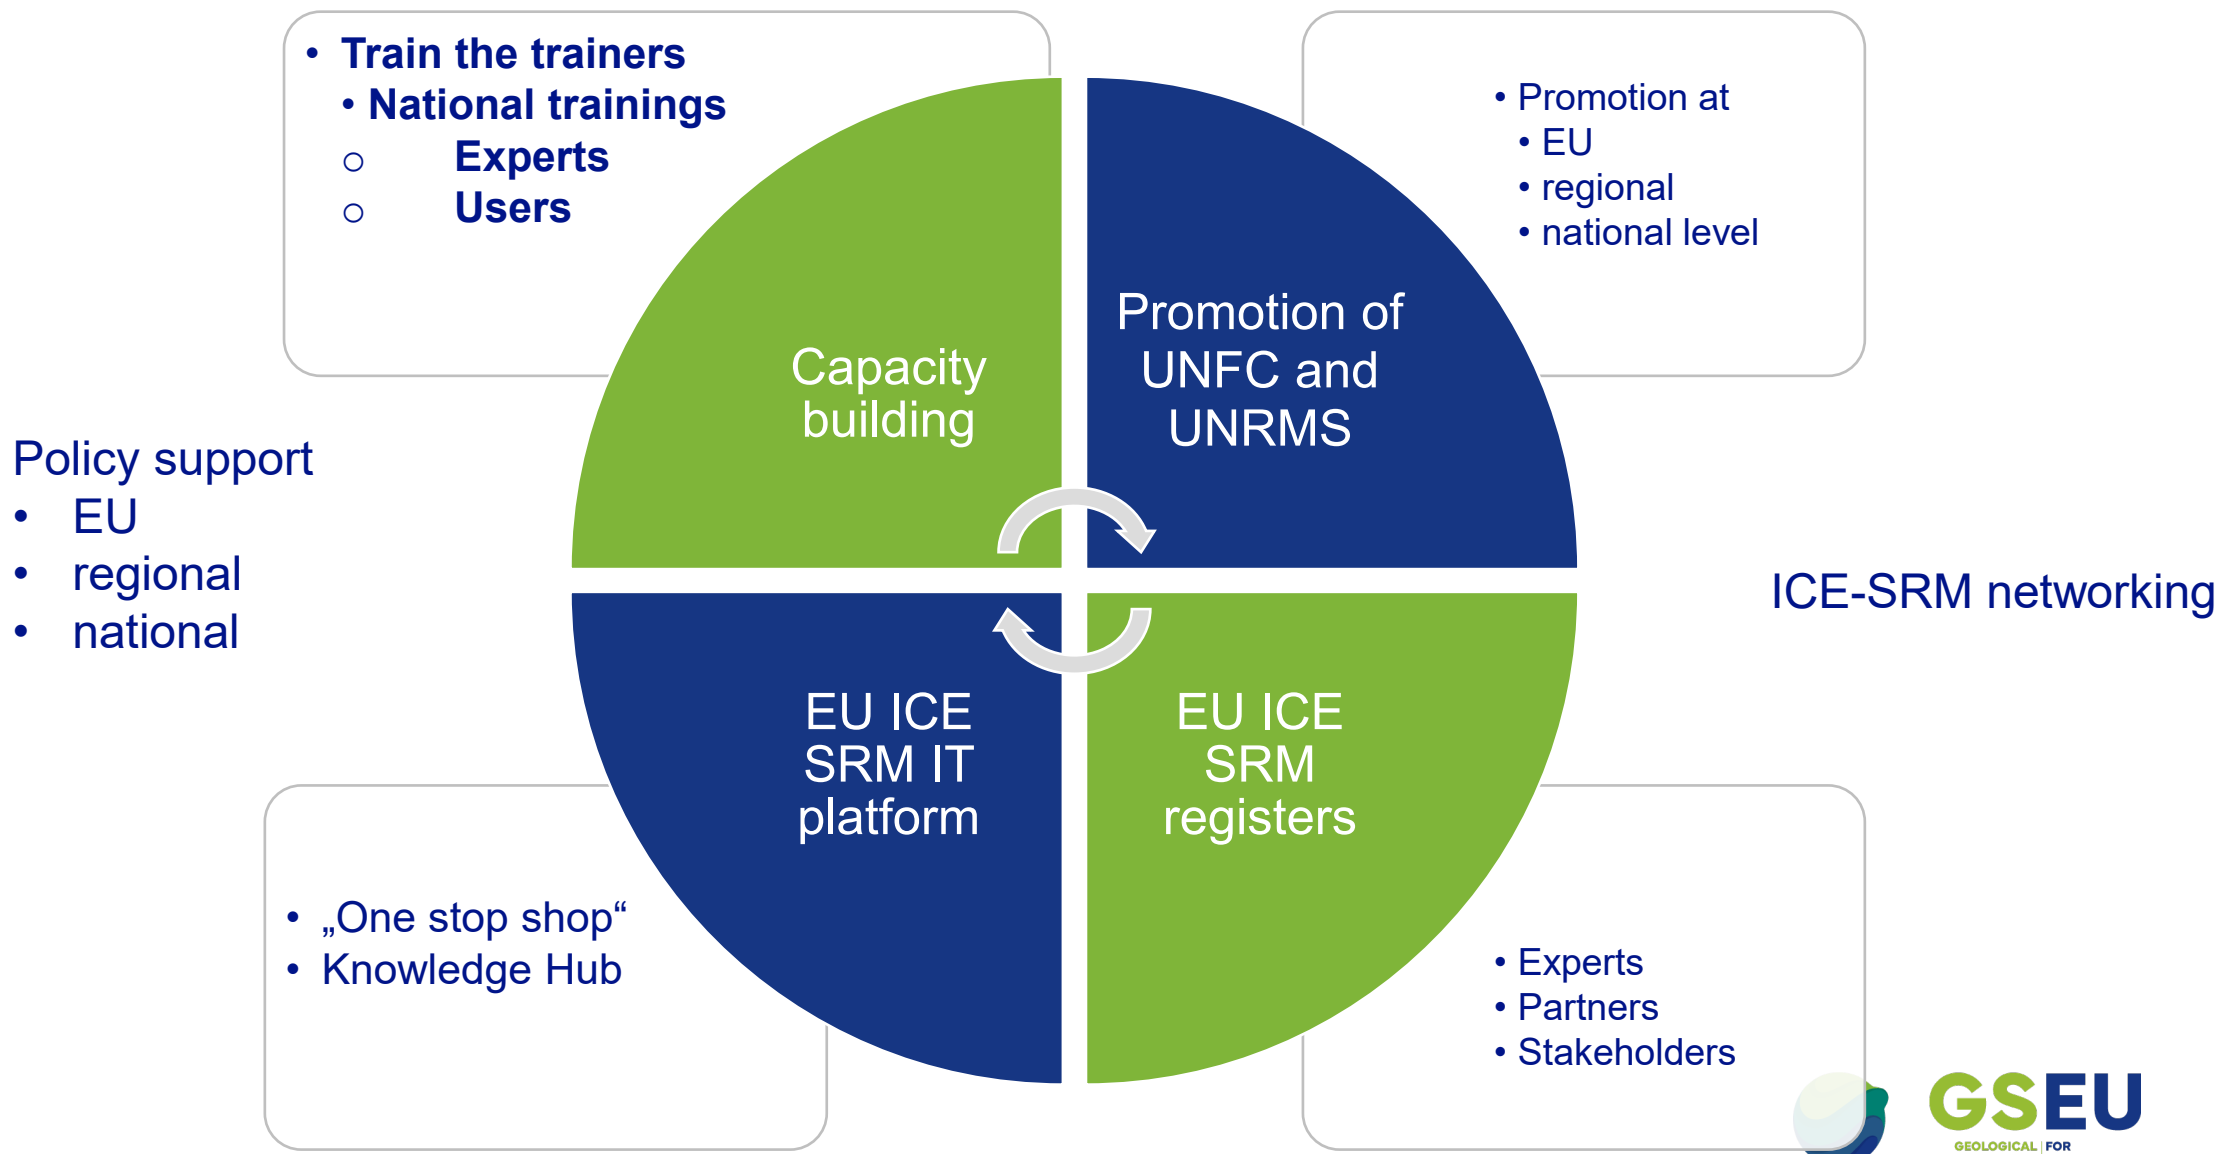 • Train the trainers
• National trainings
o Experts
o Users
• Promotion at
• EU
• regional
• national level
Capacity
building
Promotion of
UNFC and
UNRMS
Policy support
• EU
• regional
• national
ICE-SRM networking
EU ICE
SRM IT
platform
EU ICE
SRM
registers
• „One stop shop“
• Knowledge Hub
• Experts
• Partners
• Stakeholders
GSEU
GEOLOGICAL | FOR